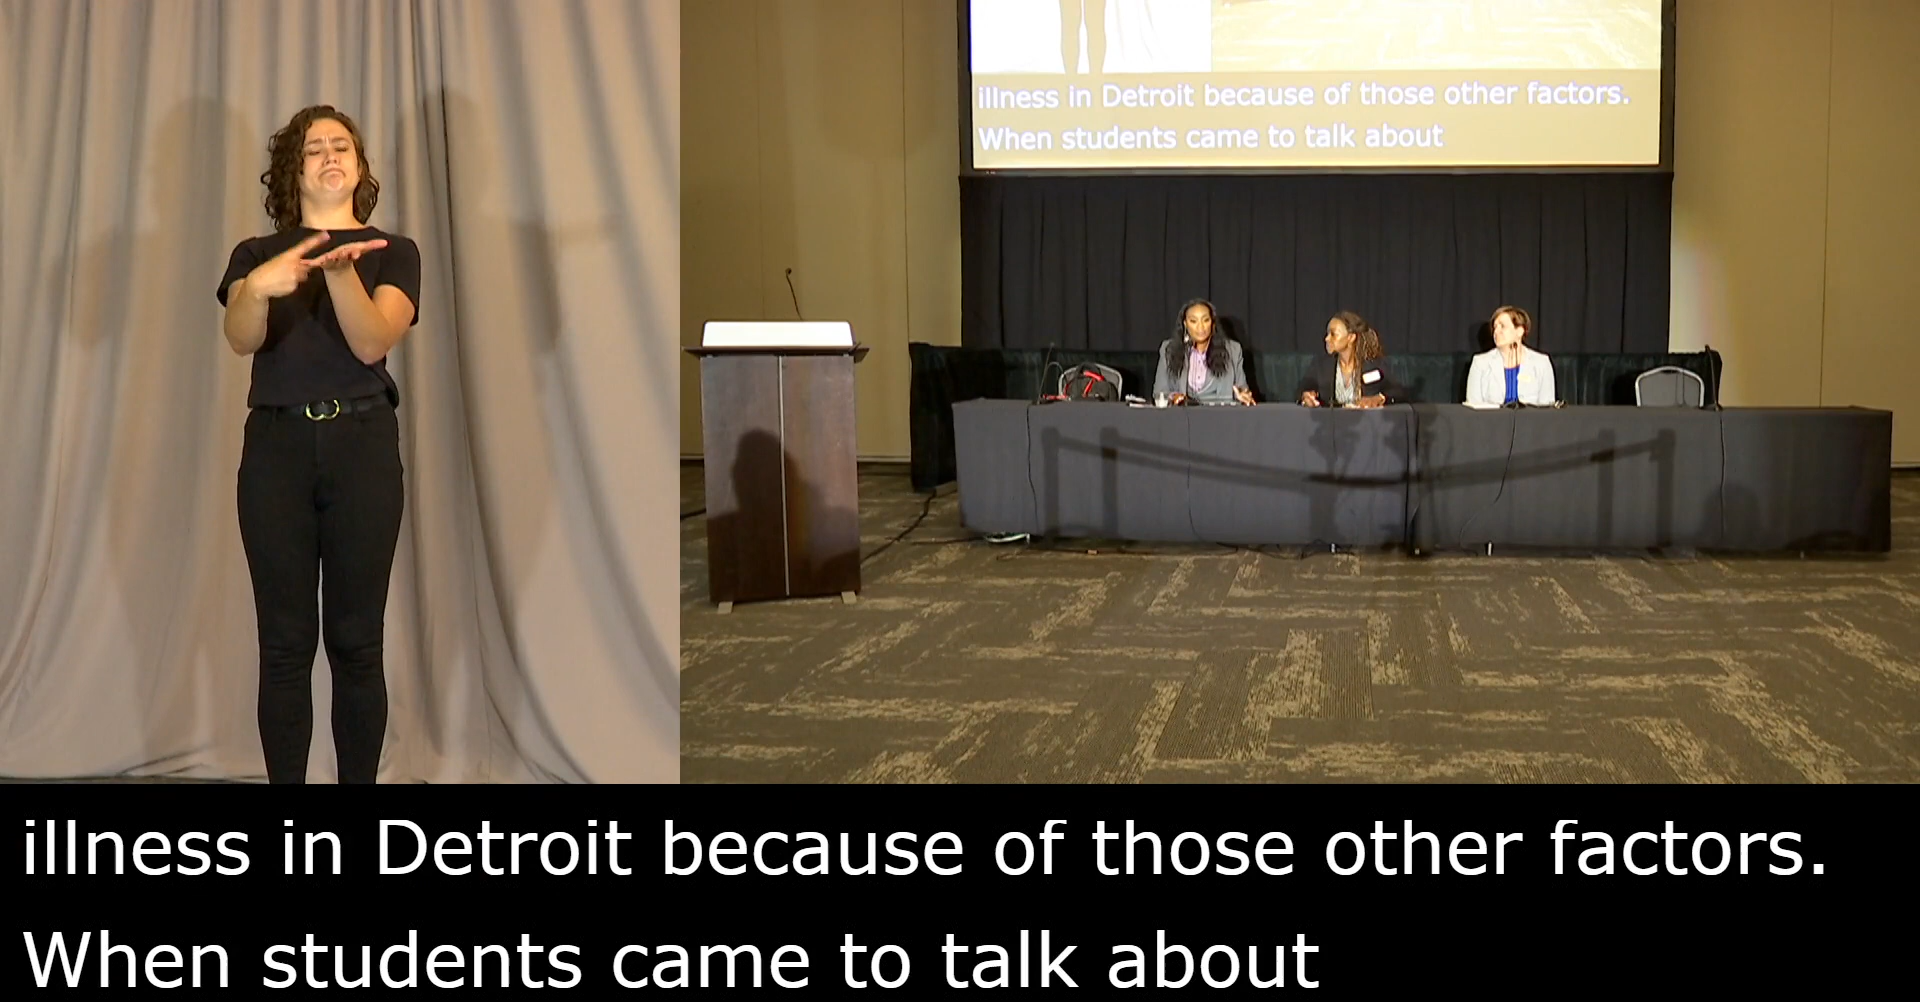 illness in Detroit because of those other factors.
When students came to talk about
illness in Detroit because of those other factors.
When students came to talk about